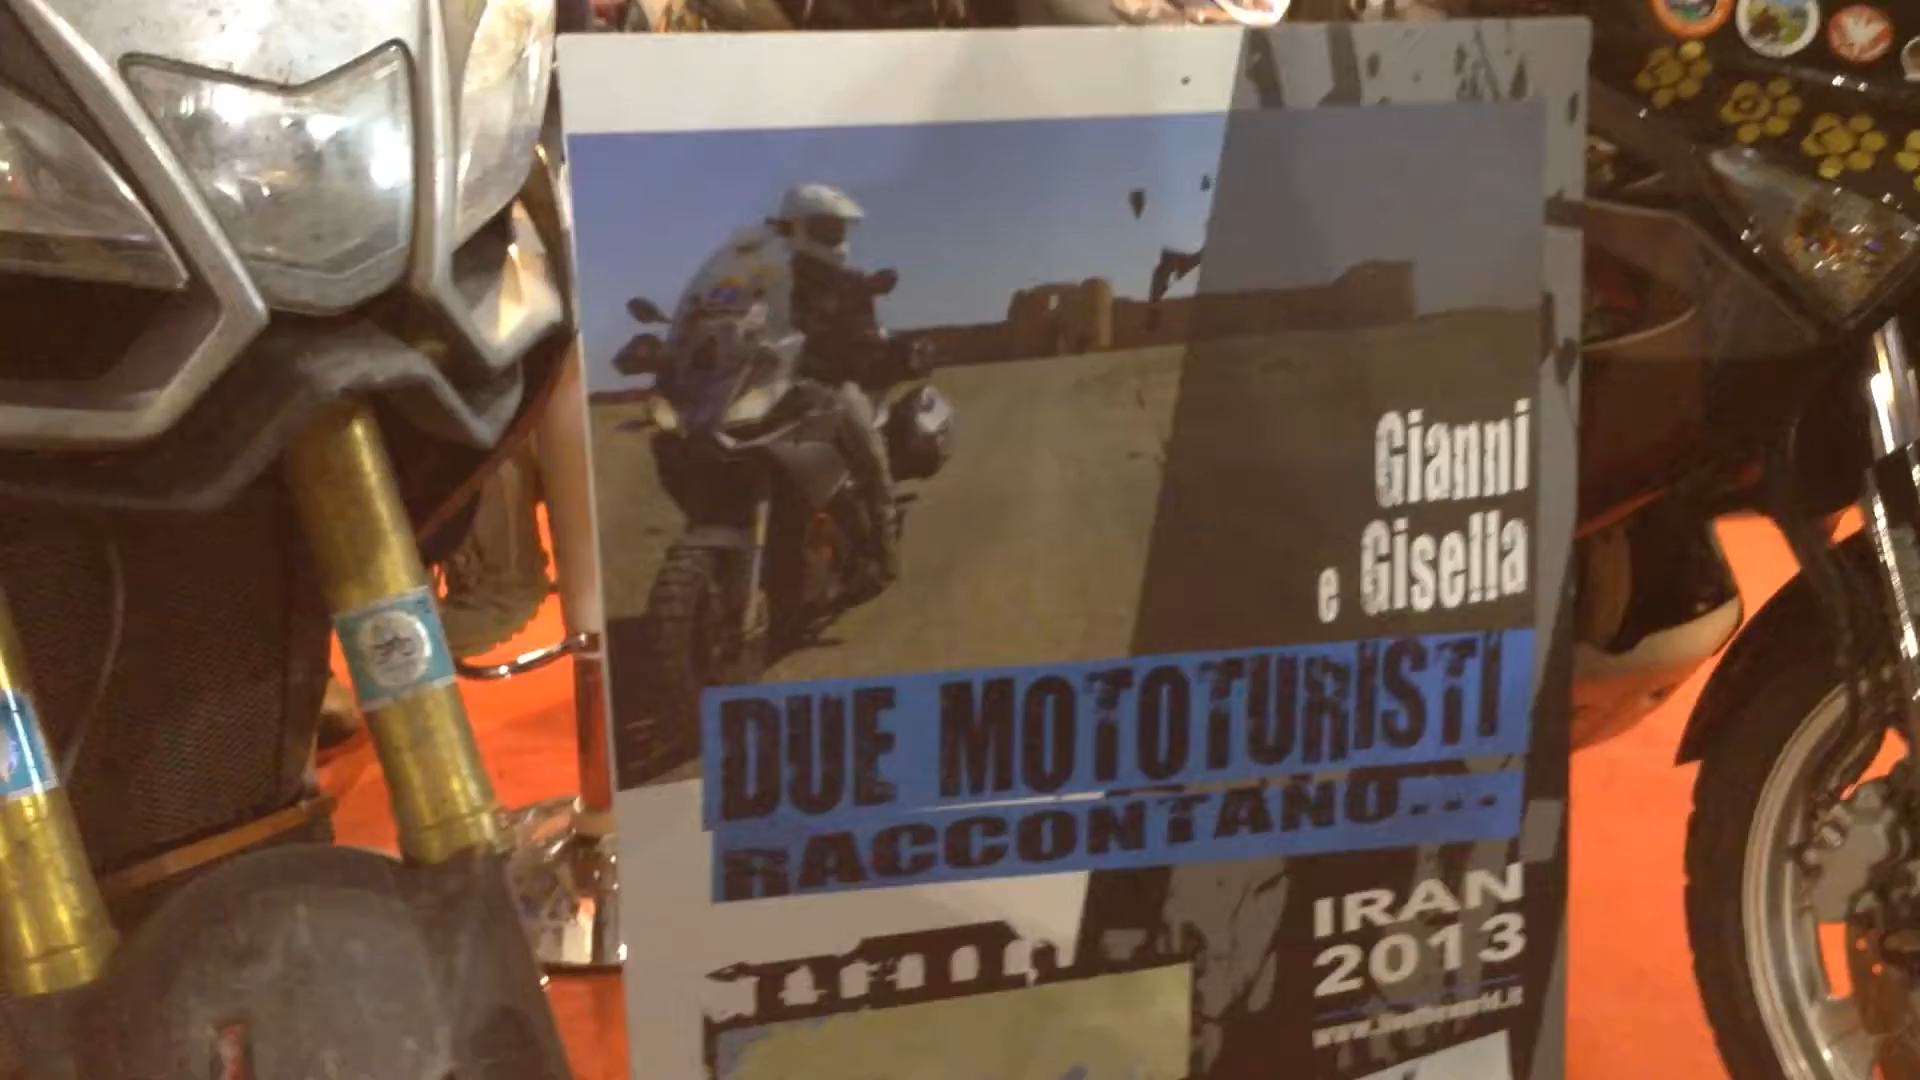 Gianni
e Gisella
DUE MOTOTURISTI
RACCONTANO...
IRAN
2013